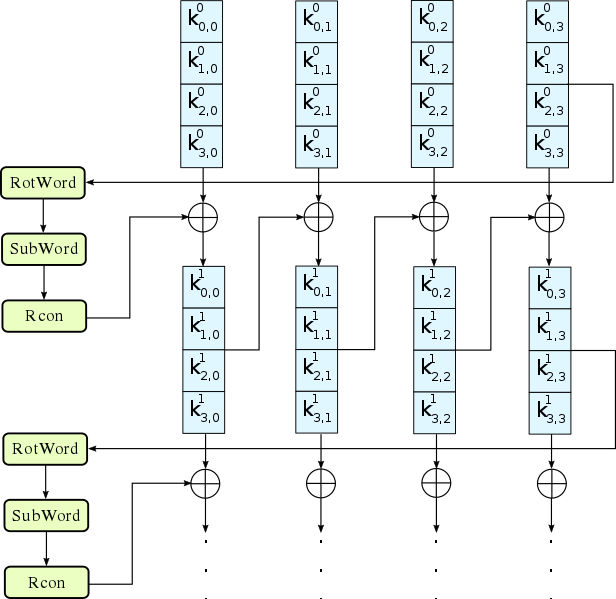 k⁰₀,₀ k⁰₀,₁ k⁰₀,₂ k⁰₀,₃
k⁰₁,₀ k⁰₁,₁ k⁰₁,₂ k⁰₁,₃
k⁰₂,₀ k⁰₂,₁ k⁰₂,₂ k⁰₂,₃
k⁰₃,₀ k⁰₃,₁ k⁰₃,₂ k⁰₃,₃
RotWord
SubWord
Rcon
k¹₀,₀ k¹₀,₁ k¹₀,₂ k¹₀,₃
k¹₁,₀ k¹₁,₁ k¹₁,₂ k¹₁,₃
k¹₂,₀ k¹₂,₁ k¹₂,₂ k¹₂,₃
k¹₃,₀ k¹₃,₁ k¹₃,₂ k¹₃,₃
RotWord
SubWord
Rcon